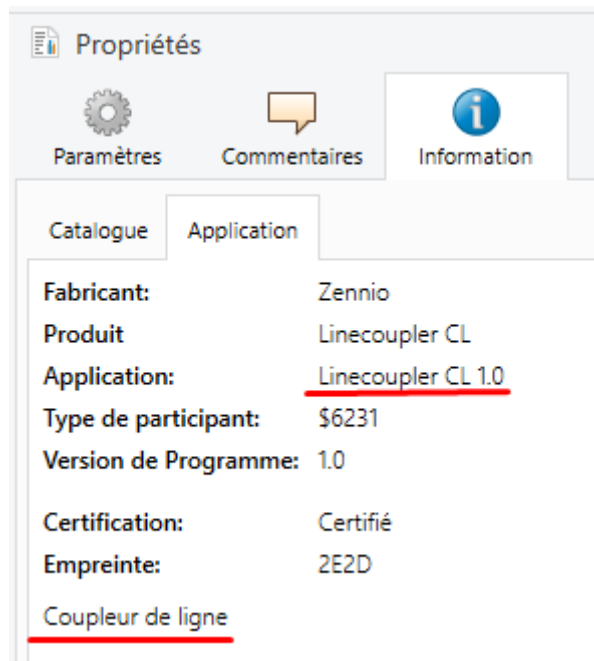 Propriétés
Paramètres Commentaires Information
Catalogue Application
Fabricant: Zennio
Produit Linecoupler CL
Application: Linecoupler CL 1.0
Type de participant: $6231
Version de Programme: 1.0
Certification: Certifié
Empreinte: 2E2D
Coupleur de ligne